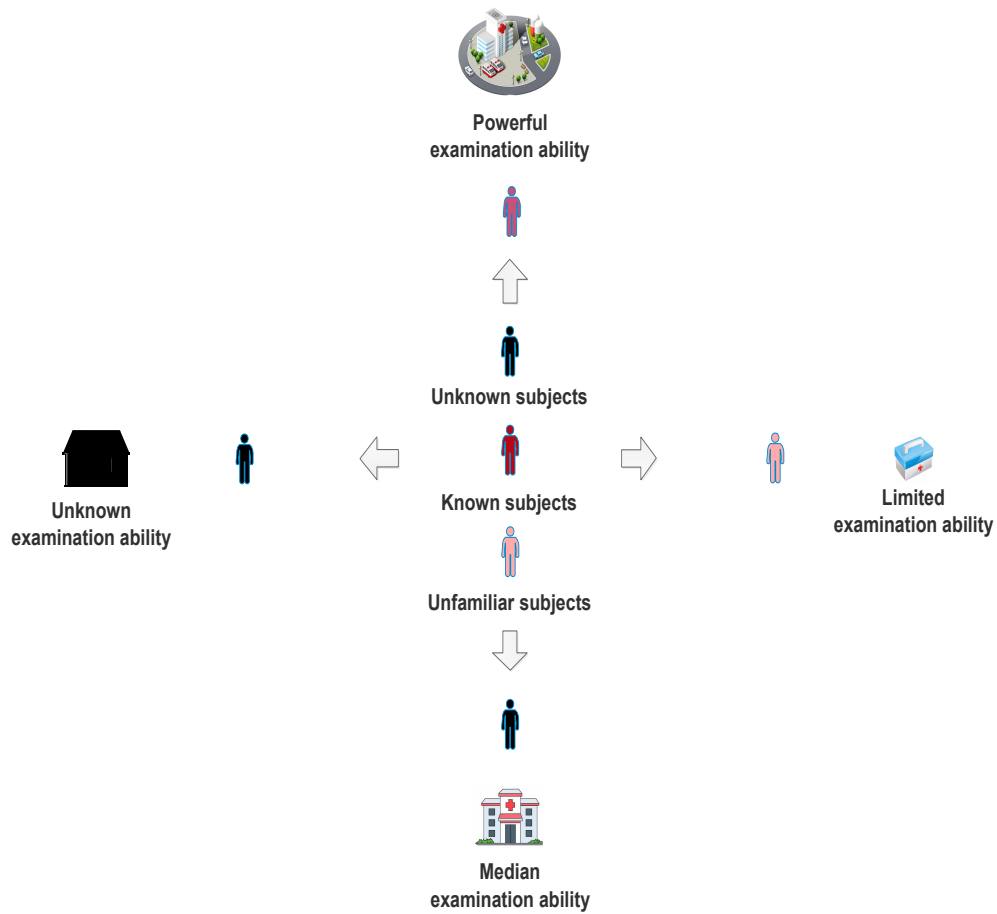 Powerful
examination ability
Unknown subjects
Known subjects
Unfamiliar subjects
Unknown
examination ability
Limited
examination ability
Median
examination ability